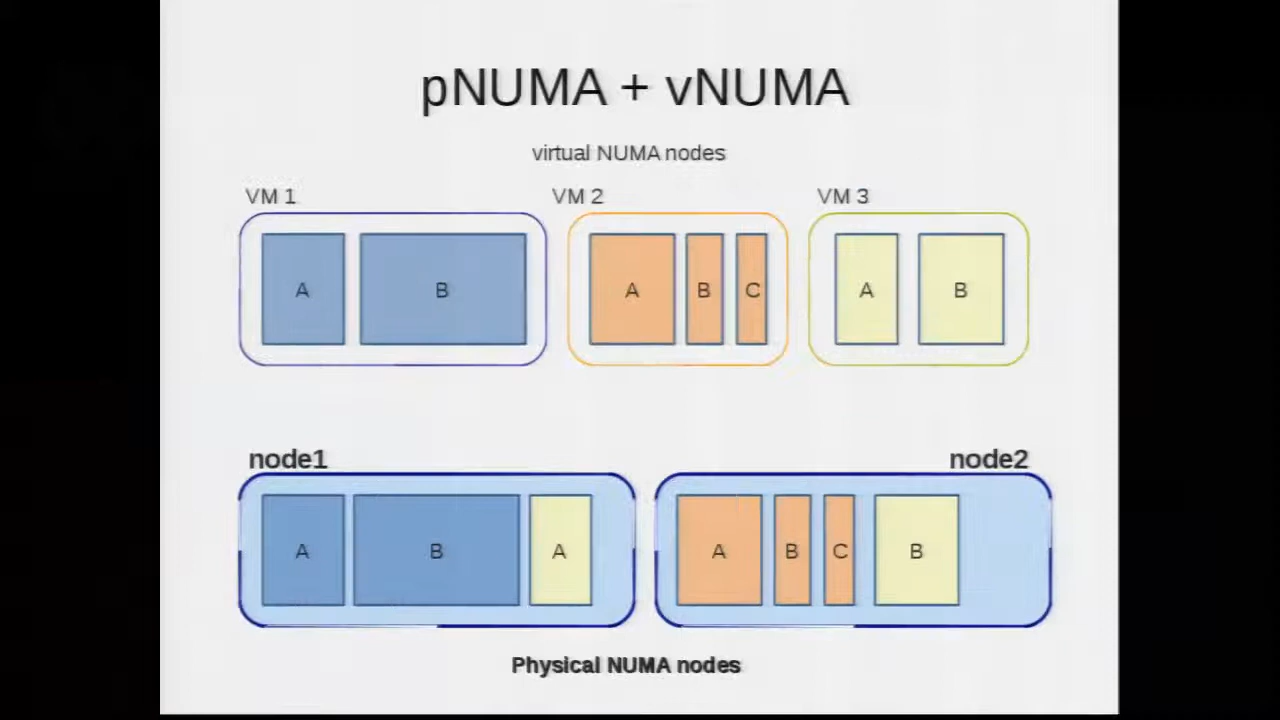 pNUMA + vNUMA
virtual NUMA nodes
VM 1 VM 2 VM 3
A B A B C A B
node1 node2
A B A A B C B
Physical NUMA nodes